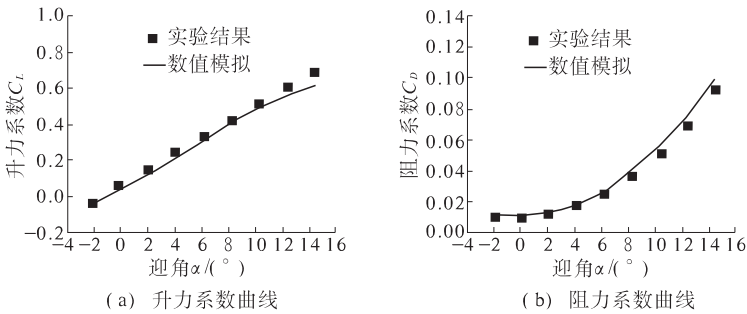 1.0
0.8
0.6
0.4
0.2
0.0
−0.2
升力系数C_L
实验结果
数值模拟
−4 −2 0 2 4 6 8 10 12 14 16
迎角α/(°)
(a) 升力系数曲线
0.14
0.12
0.10
0.08
0.06
0.04
0.02
0.00
阻力系数C_D
实验结果
数值模拟
−4 −2 0 2 4 6 8 10 12 14 16
迎角α/(°)
(b) 阻力系数曲线